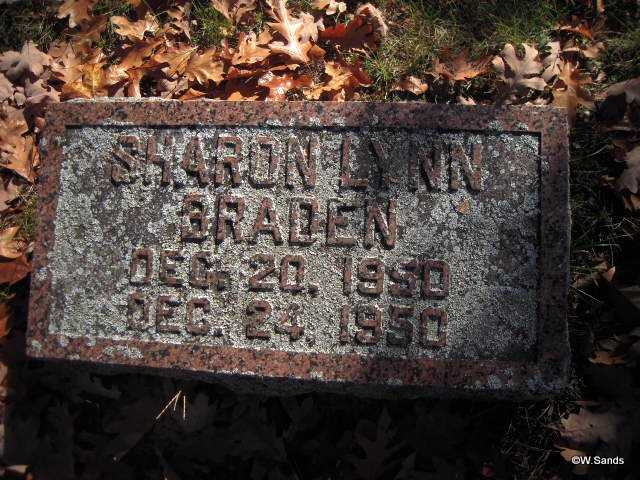 SHARON LYNN
BRADEN
DEC. 20. 1950
DEC. 24. 1950
©W.Sands